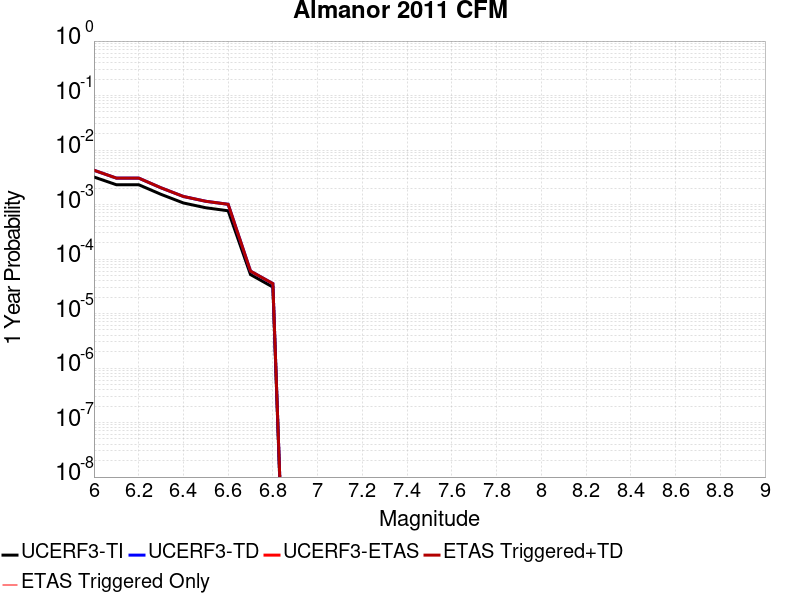 Almanor 2011 CFM
10^0
10^-1
10^-2
10^-3
10^-4
10^-5
10^-6
10^-7
10^-8
1 Year Probability
6 6.2 6.4 6.6 6.8 7 7.2 7.4 7.6 7.8 8 8.2 8.4 8.6 8.8 9
Magnitude
UCERF3-TI UCERF3-TD UCERF3-ETAS ETAS Triggered+TD
ETAS Triggered Only